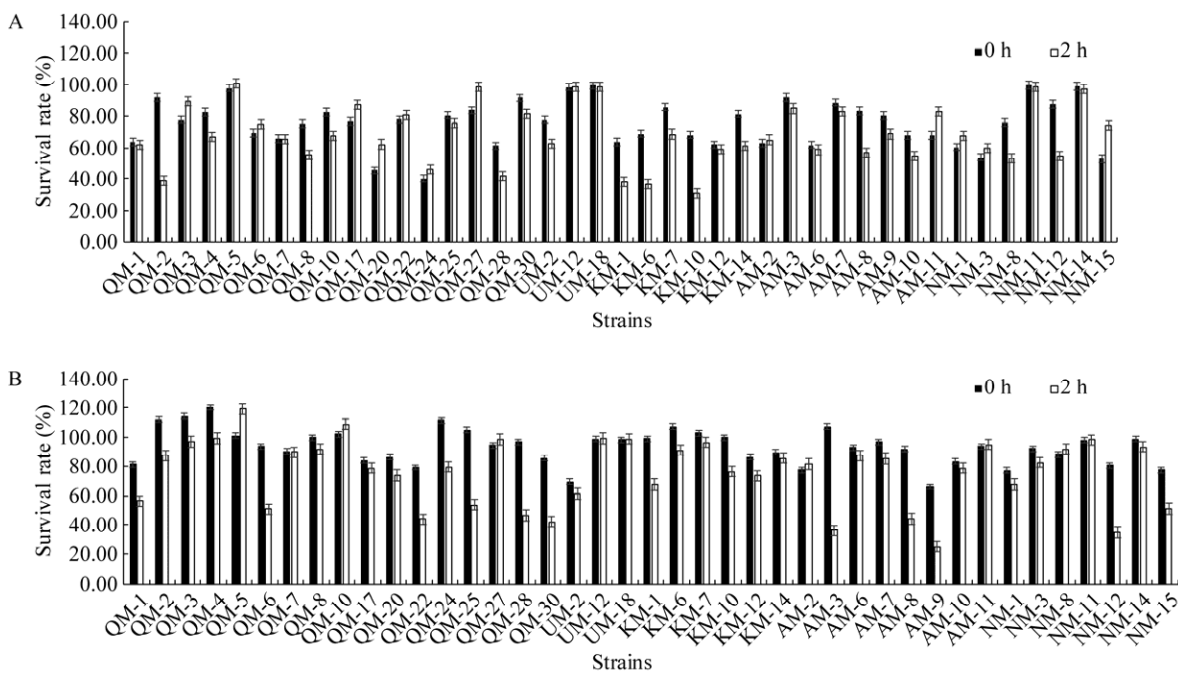 A
140.00
120.00
100.00
80.00
60.00
40.00
20.00
0.00
Survival rate (%)
0 h
2 h
QM-1
QM-2
QM-3
QM-4
QM-5
QM-6
QM-7
QM-8
QM-10
QM-17
QM-20
QM-22
QM-24
QM-25
QM-27
QM-28
QM-30
UM-2
UM-12
UM-18
KM-1
KM-6
KM-7
KM-10
KM-12
KM-14
AM-2
AM-3
AM-6
AM-7
AM-8
AM-9
AM-10
AM-11
NM-1
NM-3
NM-8
NM-11
NM-12
NM-14
NM-15
Strains
B
140.00
120.00
100.00
80.00
60.00
40.00
20.00
0.00
Survival rate (%)
0 h
2 h
QM-1
QM-2
QM-3
QM-4
QM-5
QM-6
QM-7
QM-8
QM-10
QM-17
QM-20
QM-22
QM-24
QM-25
QM-27
QM-28
QM-30
UM-2
UM-12
UM-18
KM-1
KM-6
KM-7
KM-10
KM-12
KM-14
AM-2
AM-3
AM-6
AM-7
AM-8
AM-9
AM-10
AM-11
NM-1
NM-3
NM-8
NM-11
NM-12
NM-14
NM-15
Strains